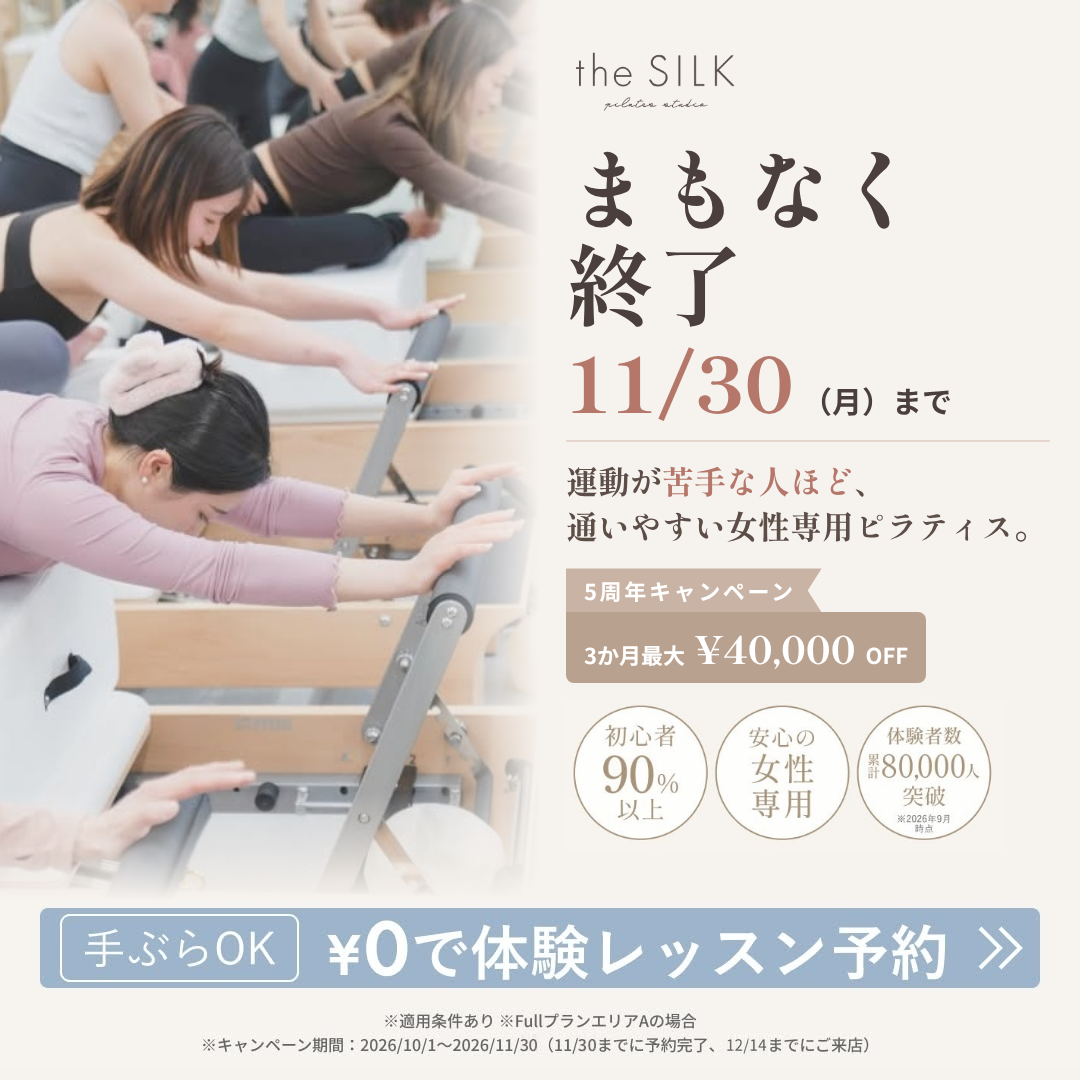 the SILK
pilates studio
まもなく
終了
11/30（月）まで
運動が苦手な人ほど、
通いやすい女性専用ピラティス。
5周年キャンペーン
3か月最大 ¥40,000 OFF
初心者
90%
以上
安心の
女性
専用
体験者数
累計80,000人
突破
※2026年9月
時点
手ぶらOK ¥0で体験レッスン予約
※適用条件あり ※FullプランエリアAの場合
※キャンペーン期間：2026/10/1〜2026/11/30（11/30までに予約完了、12/14までにご来店）